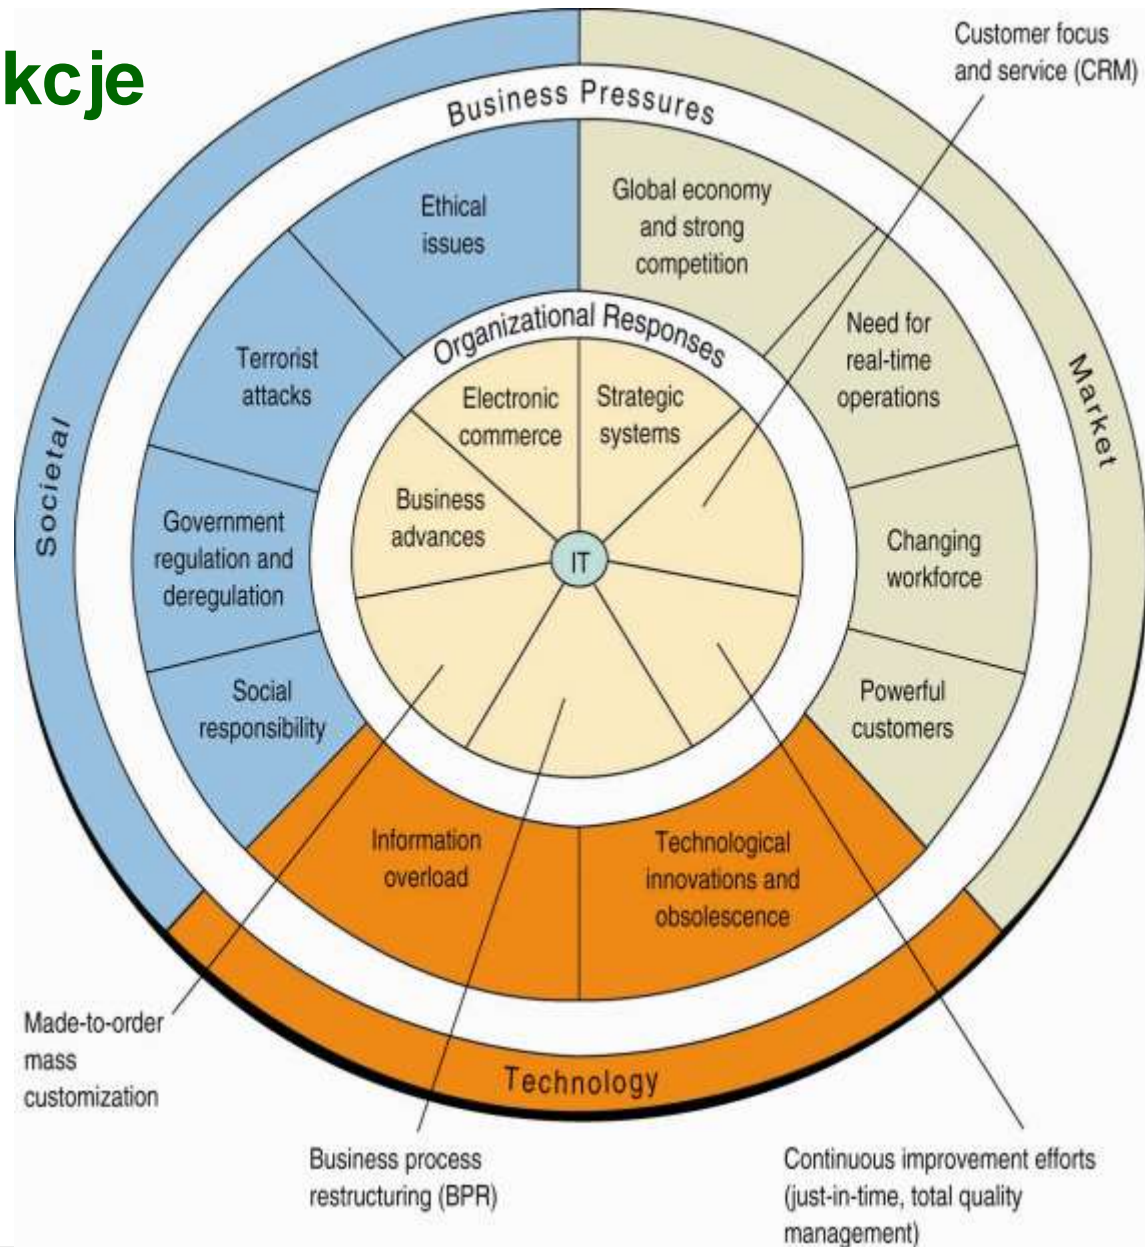 kcje
Customer focus
and service (CRM)
Business Pressures
Ethical
issues
Global economy
and strong
competition
Organizational Responses
Terrorist
attacks
Need for
real-time
operations
Electronic
commerce
Strategic
systems
Market
Societal
Business
advances
Government
regulation and
deregulation
IT
Changing
workforce
Social
responsibility
Powerful
customers
Information
overload
Technological
innovations and
obsolescence
Made-to-order
mass
customization
Technology
Business process
restructuring (BPR)
Continuous improvement efforts
(just-in-time, total quality
management)